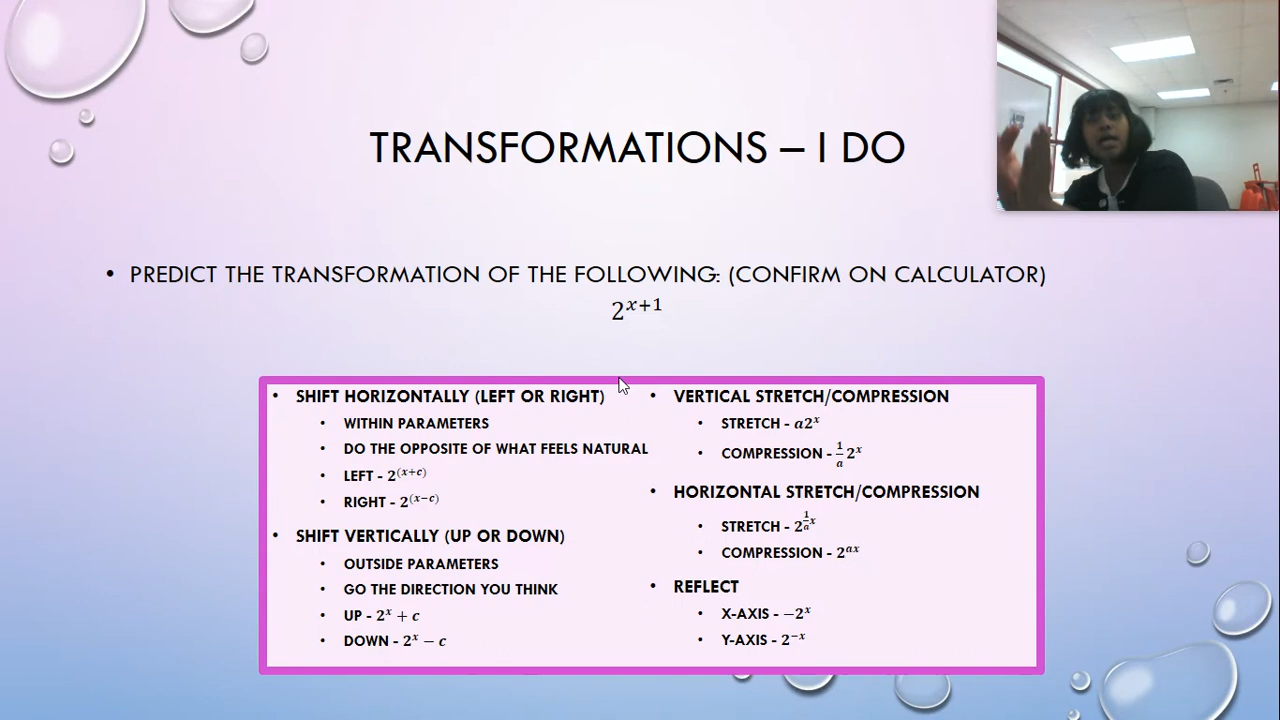 TRANSFORMATIONS – I DO
• PREDICT THE TRANSFORMATION OF THE FOLLOWING: (CONFIRM ON CALCULATOR)
2^{x+1}
• SHIFT HORIZONTALLY (LEFT OR RIGHT)
• WITHIN PARAMETERS
• DO THE OPPOSITE OF WHAT FEELS NATURAL
• LEFT - 2^{(x+c)}
• RIGHT - 2^{(x−c)}
• SHIFT VERTICALLY (UP OR DOWN)
• OUTSIDE PARAMETERS
• GO THE DIRECTION YOU THINK
• UP - 2^x + c
• DOWN - 2^x − c
• VERTICAL STRETCH/COMPRESSION
• STRETCH - a2^x
• COMPRESSION - \frac{1}{a}2^x
• HORIZONTAL STRETCH/COMPRESSION
• STRETCH - 2^{\frac{1}{a}x}
• COMPRESSION - 2^{ax}
• REFLECT
• X-AXIS - −2^x
• Y-AXIS - 2^{−x}